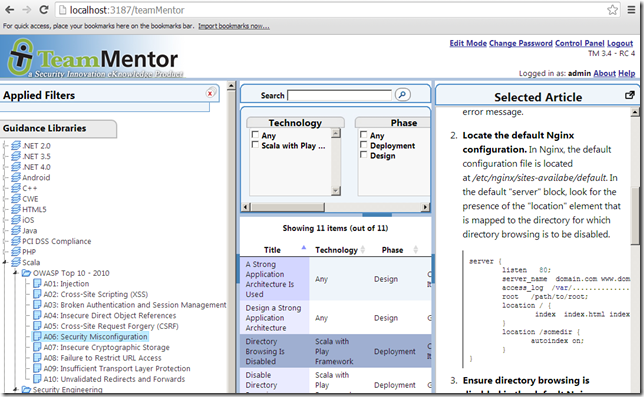 localhost:3187/teamMentor
For quick access, place your bookmarks here on the bookmarks bar. Import bookmarks now...
TeamMentor
a Security Innovation eKnowledge Product
Edit Mode Change Password Control Panel Logout
TM 3.4 - RC 4
Logged in as: admin About Help
Applied Filters
Guidance Libraries
.NET 2.0
.NET 3.5
.NET 4.0
Android
C++
CWE
HTML5
iOS
Java
PCI DSS Compliance
PHP
Scala
OWASP Top 10 - 2010
A01: Injection
A02: Cross-Site Scripting (XSS)
A03: Broken Authentication and Session Management
A04: Insecure Direct Object References
A05: Cross-Site Request Forgery (CSRF)
A06: Security Misconfiguration
A07: Insecure Cryptographic Storage
A08: Failure to Restrict URL Access
A09: Insufficient Transport Layer Protection
A10: Unvalidated Redirects and Forwards
Security Engineering
Search
Technology
Any
Scala with Play ...
Phase
Any
Deployment
Design
Showing 11 items (out of 11)
Title Technology Phase
A Strong
Application
Architecture Is
Used
Any
Design
Design a Strong
Application
Architecture
Any
Design
Directory
Browsing Is
Disabled
Scala with
Play
Framework
Deployment
Disable
Directory
Scala with
Play
Deployment
Selected Article
error message.
2. Locate the default Nginx
configuration. In Nginx, the default
configuration file is located
at /etc/nginx/sites-availabe/default. In
the default "server" block, look for the
presence of the "location" element
that is mapped to the directory for which
directory browsing is to be disabled.
server {
listen 80;
server_name domain.com www.dom
access_log /var/...............
root /path/to/root;
location / {
index index.html index
}
location /somedir {
autoindex on;
}
}
3. Ensure directory browsing is
disabled in the default Nginx